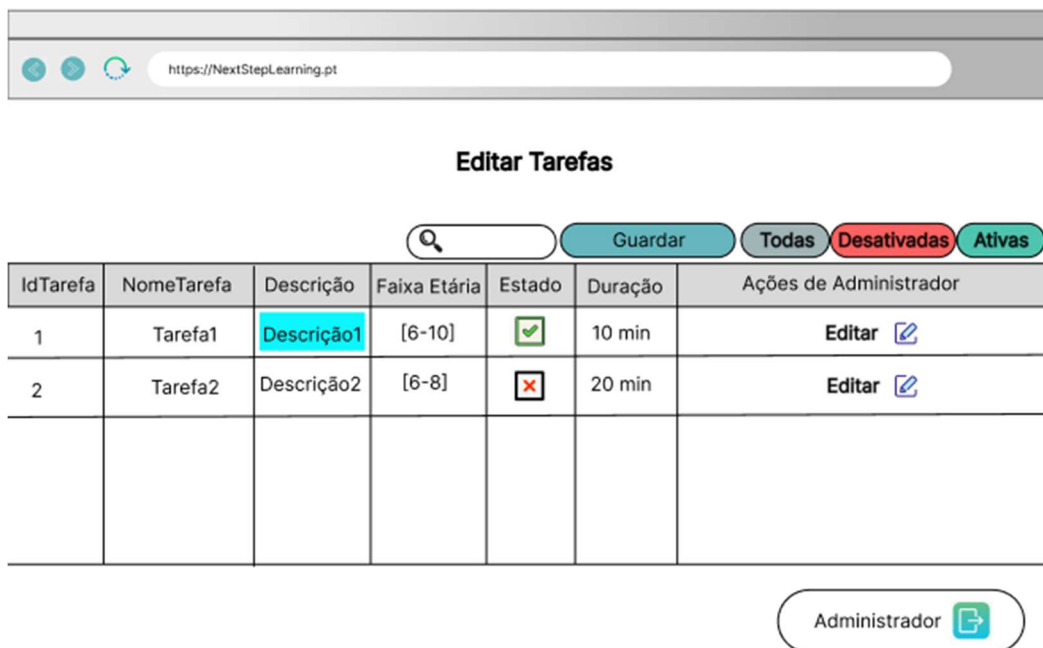 https://NextStepLearning.pt
Editar Tarefas
Guardar Todas Desativadas Ativas
IdTarefa NomeTarefa Descrição Faixa Etária Estado Duração Ações de Administrador
1 Tarefa1 Descrição1 [6-10] 10 min Editar
2 Tarefa2 Descrição2 [6-8] 20 min Editar
Administrador